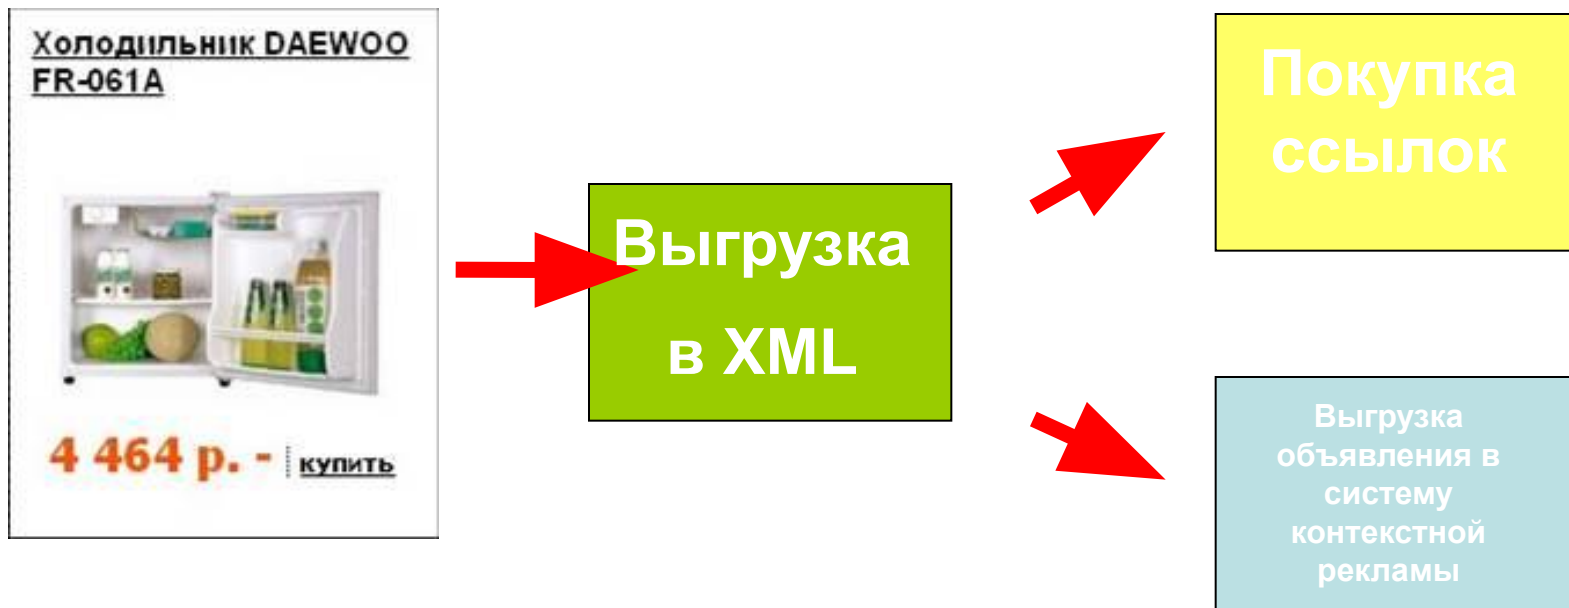 Холодильник DAEWOO
FR-061A
4 464 р. -
купить
Выгрузка
в XML
Покупка
ссылок
Выгрузка
объявления в
систему
контекстной
рекламы